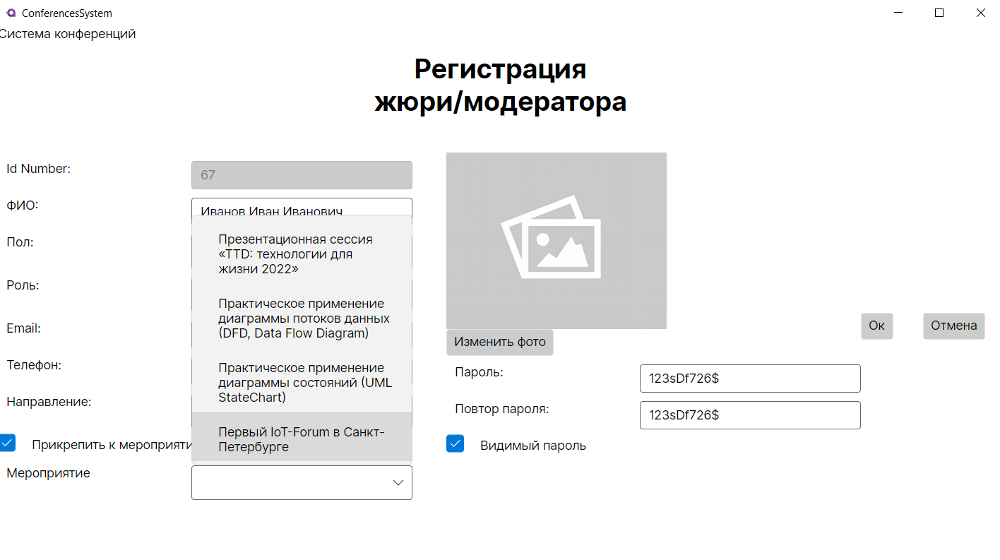 ConferencesSystem
Система конференций
Регистрация
жюри/модератора
Id Number:
67
ФИО:
Иванов Иван Иванович
Пол:
Роль:
Email:
Телефон:
Направление:
Презентационная сессия
«TTD: технологии для
жизни 2022»
Практическое применение
диаграммы потоков данных
(DFD, Data Flow Diagram)
Практическое применение
диаграммы состояний (UML
StateChart)
Первый IoT-Forum в Санкт-
Петербурге
Прикрепить к мероприяти
Мероприятие
Изменить фото
Пароль:
123sDf726$
Повтор пароля:
123sDf726$
Видимый пароль
Ок
Отмена